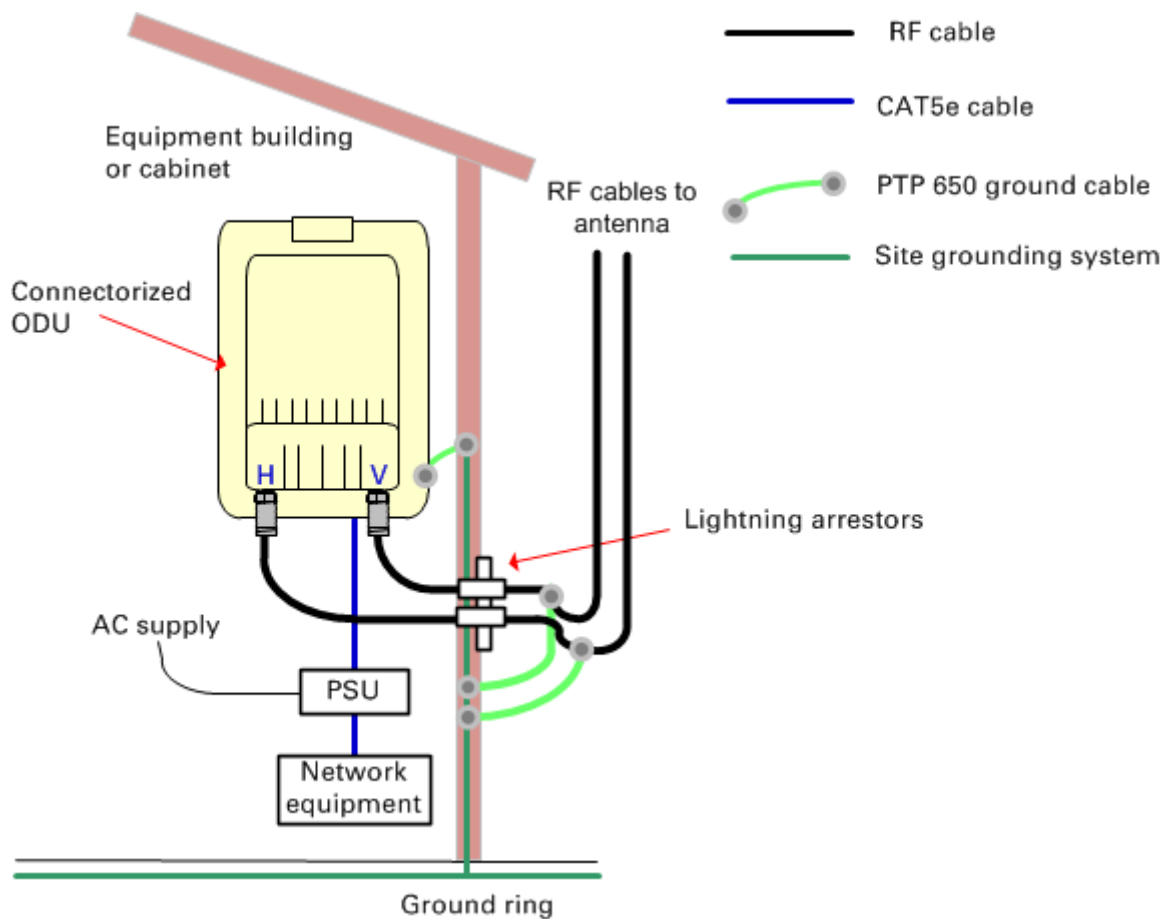 RF cable
CAT5e cable
PTP 650 ground cable
Site grounding system
Equipment building
or cabinet
RF cables to
antenna
Connectorized
ODU
H
V
Lightning arrestors
AC supply
PSU
Network
equipment
Ground ring